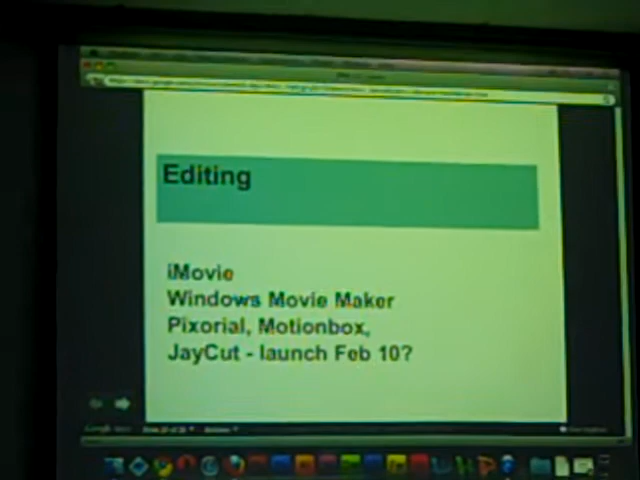 Editing
iMovie
Windows Movie Maker
Pixorial, Motionbox,
JayCut - launch Feb 10?